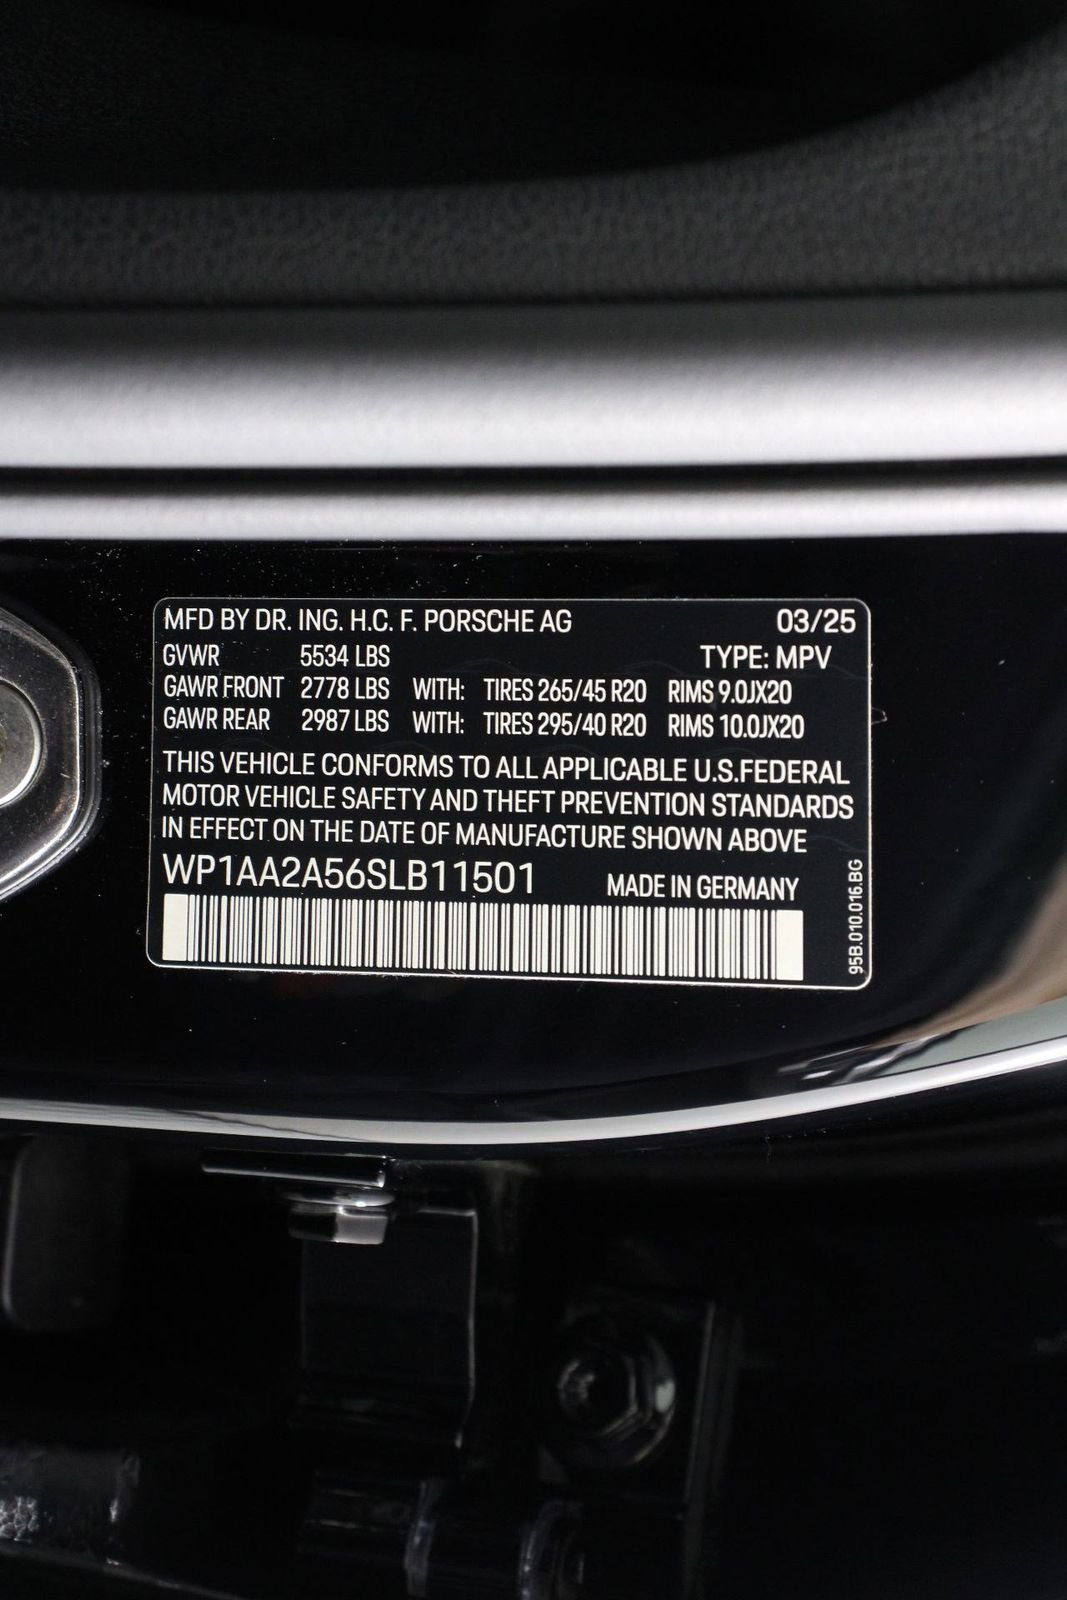 MFD BY DR. ING. H.C. F. PORSCHE AG 03/25
GVWR 5534 LBS TYPE: MPV
GAWR FRONT 2778 LBS WITH: TIRES 265/45 R20 RIMS 9.0JX20
GAWR REAR 2987 LBS WITH: TIRES 295/40 R20 RIMS 10.0JX20
THIS VEHICLE CONFORMS TO ALL APPLICABLE U.S.FEDERAL
MOTOR VEHICLE SAFETY AND THEFT PREVENTION STANDARDS
IN EFFECT ON THE DATE OF MANUFACTURE SHOWN ABOVE
WP1AA2A56SLB11501 MADE IN GERMANY
95B.010.016.BG